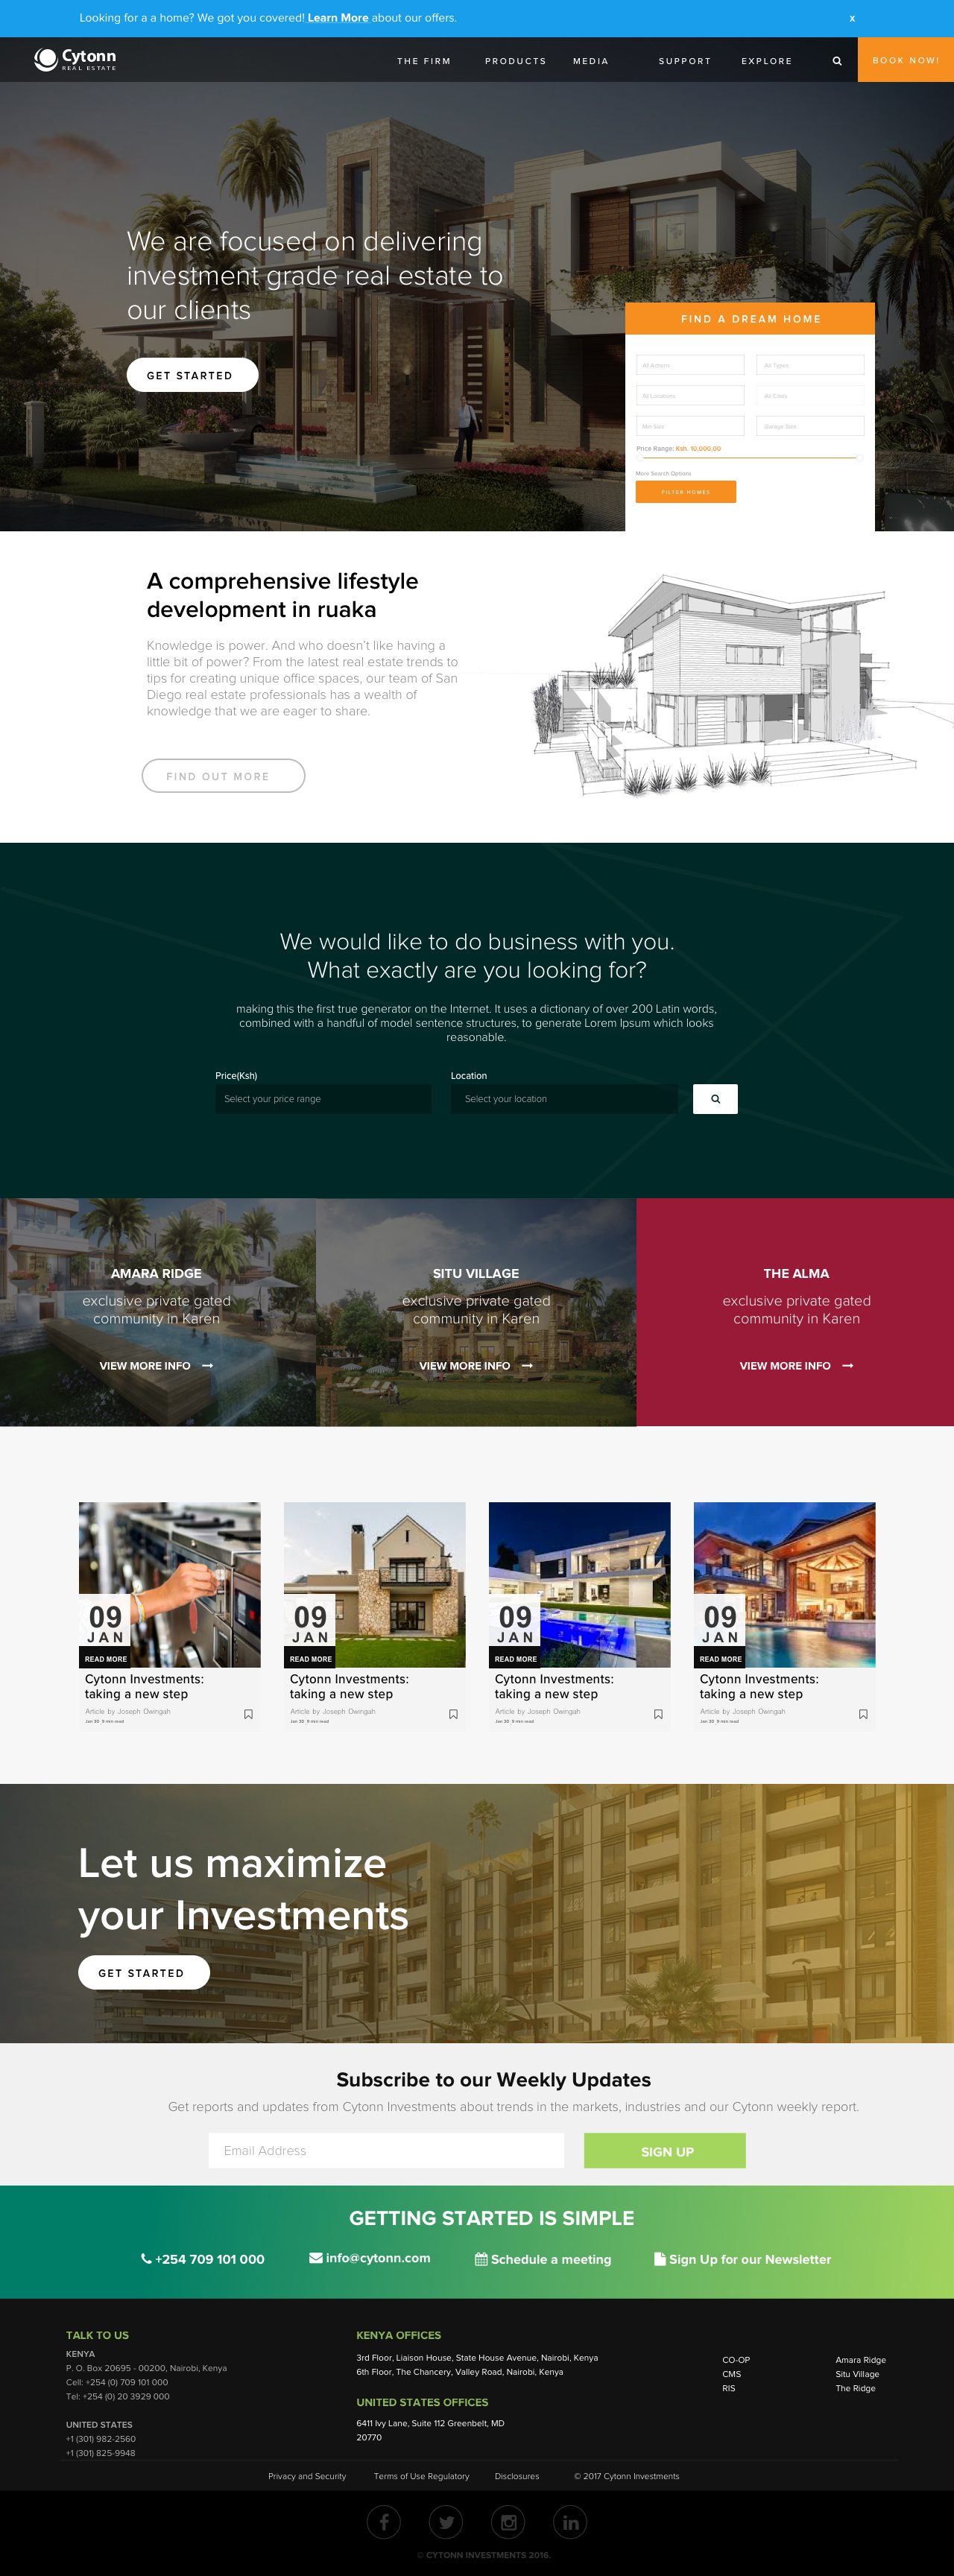 Looking for a a home? We got you covered! Learn More about our offers.
x
Cytonn
REAL ESTATE
THE FIRM
PRODUCTS
MEDIA
SUPPORT
EXPLORE
BOOK NOW!
We are focused on delivering
investment grade real estate to
our clients
GET STARTED
FIND A DREAM HOME
All Actions
All Types
All Locations
All Cities
Min Size
Garage Size
Price Range: Ksh. 10,000.00
More Search Options
FILTER HOMES
A comprehensive lifestyle
development in ruaka
Knowledge is power. And who doesn't like having a
little bit of power? From the latest real estate trends to
tips for creating unique office spaces, our team of San
Diego real estate professionals has a wealth of
knowledge that we are eager to share.
FIND OUT MORE
We would like to do business with you.
What exactly are you looking for?
making this the first true generator on the Internet. It uses a dictionary of over 200 Latin words,
combined with a handful of model sentence structures, to generate Lorem Ipsum which looks
reasonable.
Price(Ksh)
Location
Select your price range
Select your location
AMARA RIDGE
exclusive private gated
community in Karen
VIEW MORE INFO
SITU VILLAGE
exclusive private gated
community in Karen
VIEW MORE INFO
THE ALMA
exclusive private gated
community in Karen
VIEW MORE INFO
09
JAN
READ MORE
Cytonn Investments:
taking a new step
Article by Joseph Owingah
Jan 30 9 min read
09
JAN
READ MORE
Cytonn Investments:
taking a new step
Article by Joseph Owingah
Jan 30 9 min read
09
JAN
READ MORE
Cytonn Investments:
taking a new step
Article by Joseph Owingah
Jan 30 9 min read
09
JAN
READ MORE
Cytonn Investments:
taking a new step
Article by Joseph Owingah
Jan 30 9 min read
Let us maximize
your Investments
GET STARTED
Subscribe to our Weekly Updates
Get reports and updates from Cytonn Investments about trends in the markets, industries and our Cytonn weekly report.
Email Address
SIGN UP
GETTING STARTED IS SIMPLE
+254 709 101 000
info@cytonn.com
Schedule a meeting
Sign Up for our Newsletter
TALK TO US
KENYA
P. O. Box 20695 - 00200, Nairobi, Kenya
Cell: +254 (0) 709 101 000
Tel: +254 (0) 20 3929 000
UNITED STATES
+1 (301) 982-2560
+1 (301) 825-9948
KENYA OFFICES
3rd Floor, Liaison House, State House Avenue, Nairobi, Kenya
6th Floor, The Chancery, Valley Road, Nairobi, Kenya
UNITED STATES OFFICES
6411 Ivy Lane, Suite 112 Greenbelt, MD
20770
CO-OP
CMS
RIS
Amara Ridge
Situ Village
The Ridge
Privacy and Security
Terms of Use Regulatory
Disclosures
© 2017 Cytonn Investments
© CYTONN INVESTMENTS 2016.